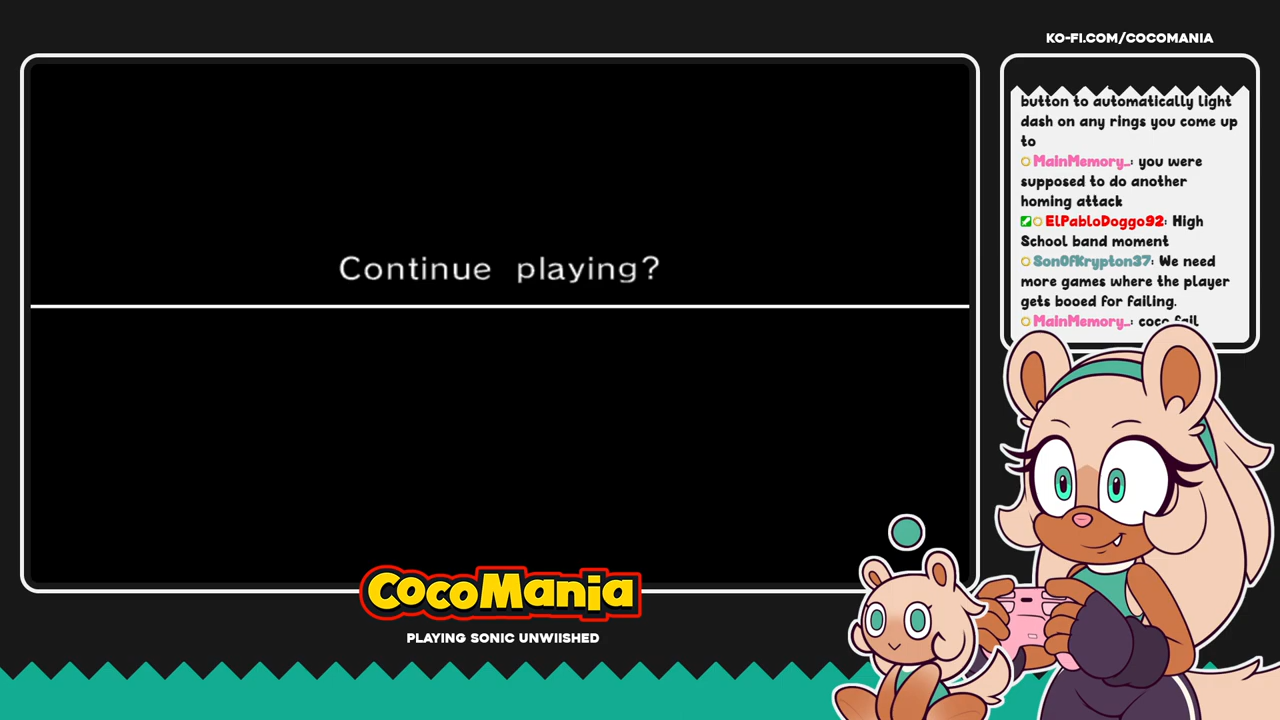 KO-FI.COM/COCOMANIA
button to automatically light
dash on any rings you come up
to
MainMemory_: you were
supposed to do another
homing attack
ElPabloDoggo92: High
School band moment
SonOfKrypton37: We need
more games where the player
gets booed for failing.
MainMemory_: coco fail
Continue playing?
CocoMania
PLAYING SONIC UNWIISHED